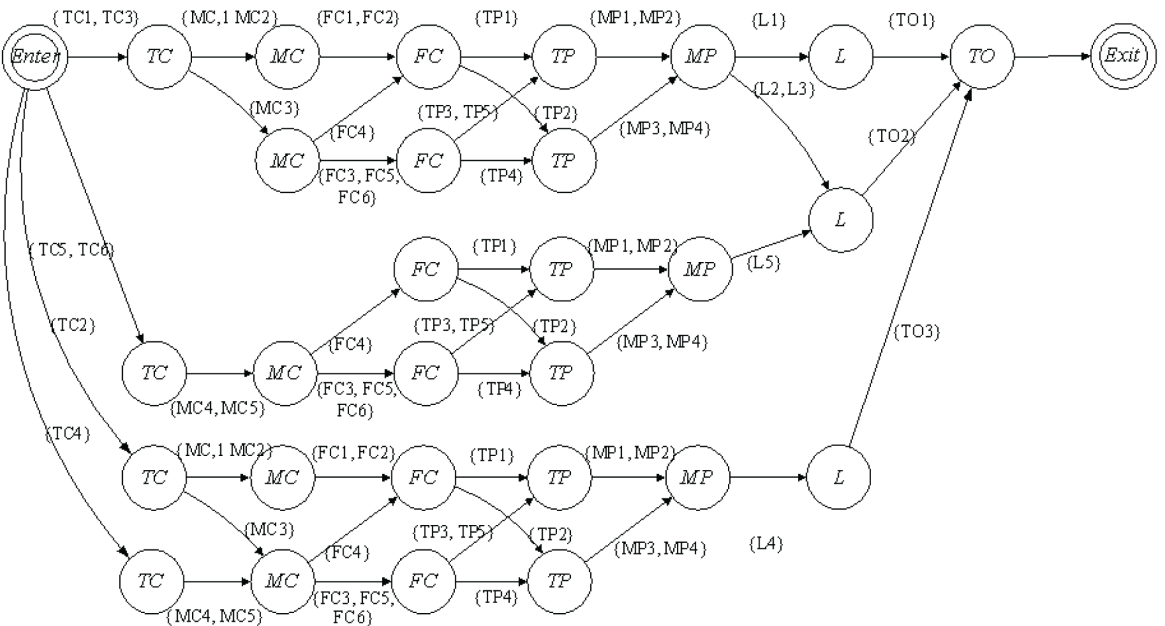 {TC1, TC3} {MC,1 MC2} {FC1, FC2} {TP1} {MP1, MP2} {L1} {TO1}
Enter TC MC FC TP MP L TO Exit
{MC3} {TP3, TP5} {TP2} {L2, L3}
{FC4} {MP3, MP4} {TO2}
MC FC TP
{FC3, FC5, {TP4}
FC6}
L
{TC5, TC6} {TP1} {MP1, MP2}
FC TP MP {L5}
{TC2} {TP3, TP5} {TP2} {TO3}
{FC4} {MP3, MP4}
TC MC FC TP
{MC4, MC5} {FC3, FC5, {TP4}
FC6}
{TC4} {MC,1 MC2} {FC1, FC2} {TP1} {MP1, MP2}
TC MC FC TP MP L
{MC3} {TP3, TP5} {TP2}
{FC4} {MP3, MP4} {L4}
TC MC FC TP
{MC4, MC5} {FC3, FC5, {TP4}
FC6}